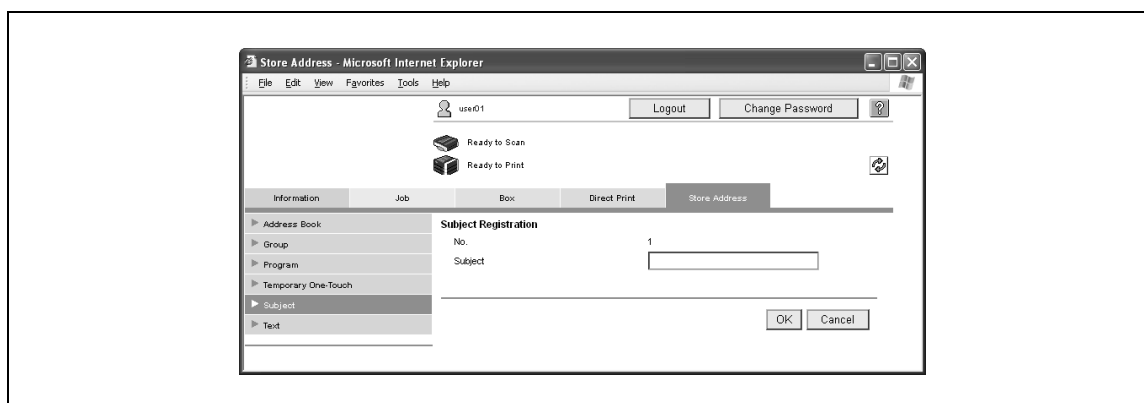 Store Address - Microsoft Internet Explorer
File Edit View Favorites Tools Help
user01 Logout Change Password ?
Ready to Scan
Ready to Print
Information Job Box Direct Print Store Address
Address Book
Group
Program
Temporary One-Touch
Subject
Text
Subject Registration
No. 1
Subject
OK Cancel